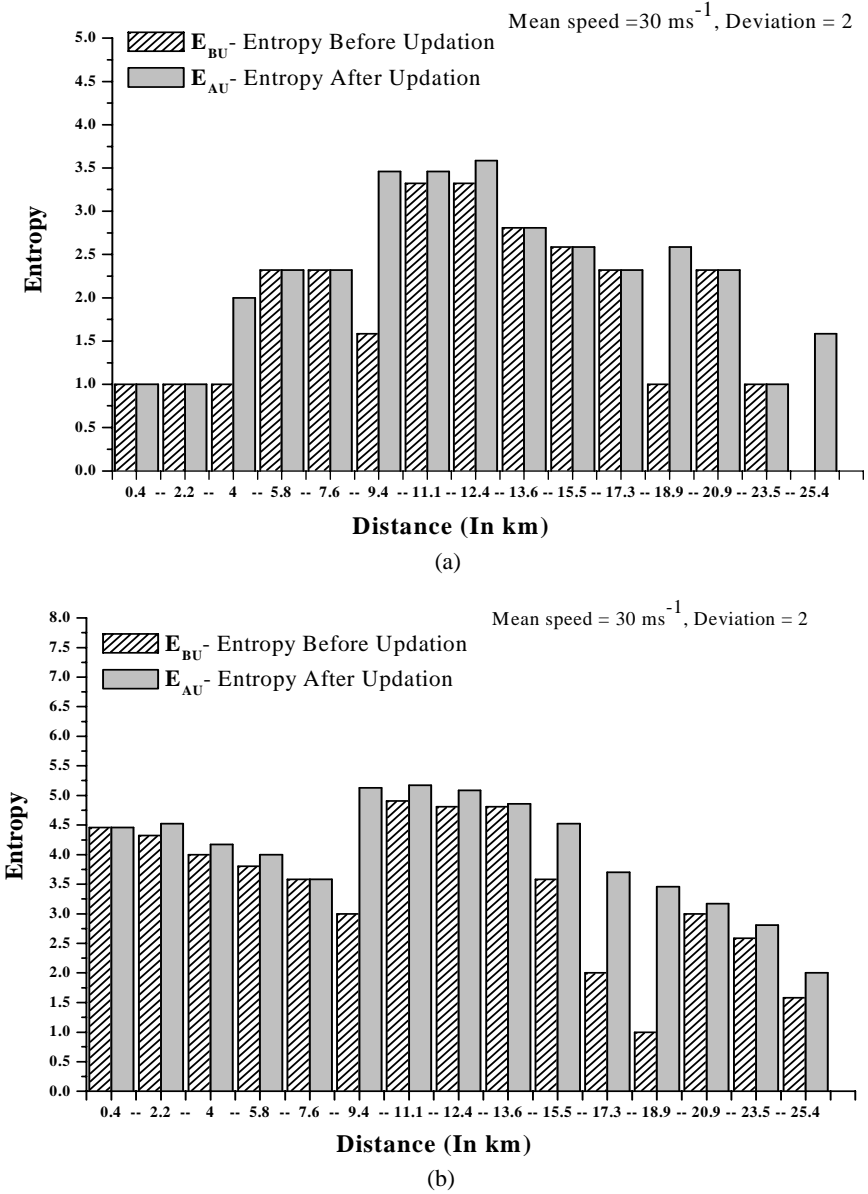 Mean speed =30 ms-1, Deviation = 2
EBU- Entropy Before Updation
EAU- Entropy After Updation
5.0
4.5
4.0
3.5
3.0
2.5
2.0
1.5
1.0
0.5
0.0
Entropy
0.4 -- 2.2 -- 4 -- 5.8 -- 7.6 -- 9.4 -- 11.1 -- 12.4 -- 13.6 -- 15.5 -- 17.3 -- 18.9 -- 20.9 -- 23.5 -- 25.4
Distance (In km)
(a)
Mean speed = 30 ms-1, Deviation = 2
EBU- Entropy Before Updation
EAU- Entropy After Updation
8.0
7.5
7.0
6.5
6.0
5.5
5.0
4.5
4.0
3.5
3.0
2.5
2.0
1.5
1.0
0.5
0.0
Entropy
0.4 -- 2.2 -- 4 -- 5.8 -- 7.6 -- 9.4 -- 11.1 -- 12.4 -- 13.6 -- 15.5 -- 17.3 -- 18.9 -- 20.9 -- 23.5 -- 25.4
Distance (In km)
(b)